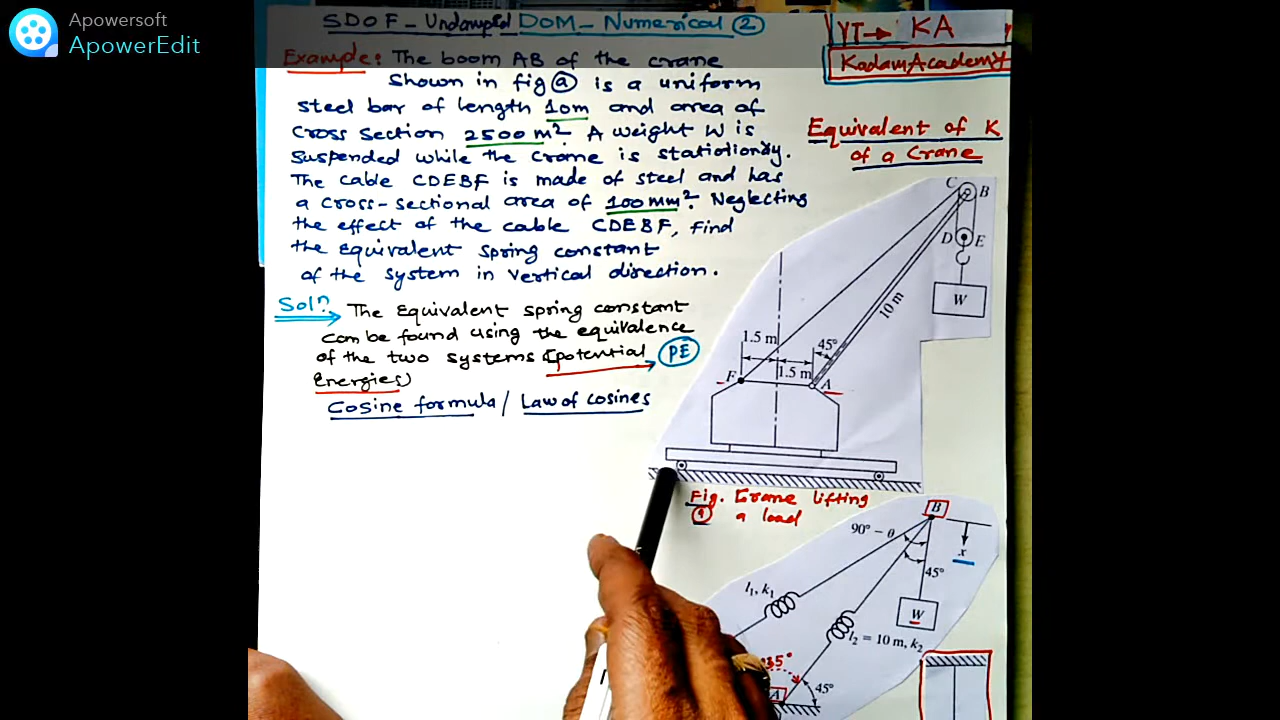 Apowersoft
ApowerEdit
SDOF_Undamped DOM_Numerical ②
YT→ KA
Kadam Academy
Example: The boom AB of the crane
Shown in fig ⓐ is a uniform
steel bar of length 10m and area of
cross section 2500 m². A weight W is
suspended while the crane is stationary.
The cable CDEBF is made of steel and has
a cross-sectional area of 100 mm². Neglecting
the effect of the cable CDEBF, find
the equivalent spring constant
of the system in vertical direction.
Soln
The equivalent spring constant
can be found using the equivalence
of the two systems (potential
Energies)
PE
Cosine formula / Law of cosines
Equivalent of K
of a Crane
C
B
D
E
W
10 m
1.5 m
45°
1.5 m
F
A
Fig. Crane lifting
a load
B
90° − θ
x
45°
l₁, k₁
W
l₂ = 10 m, k₂
45°
A